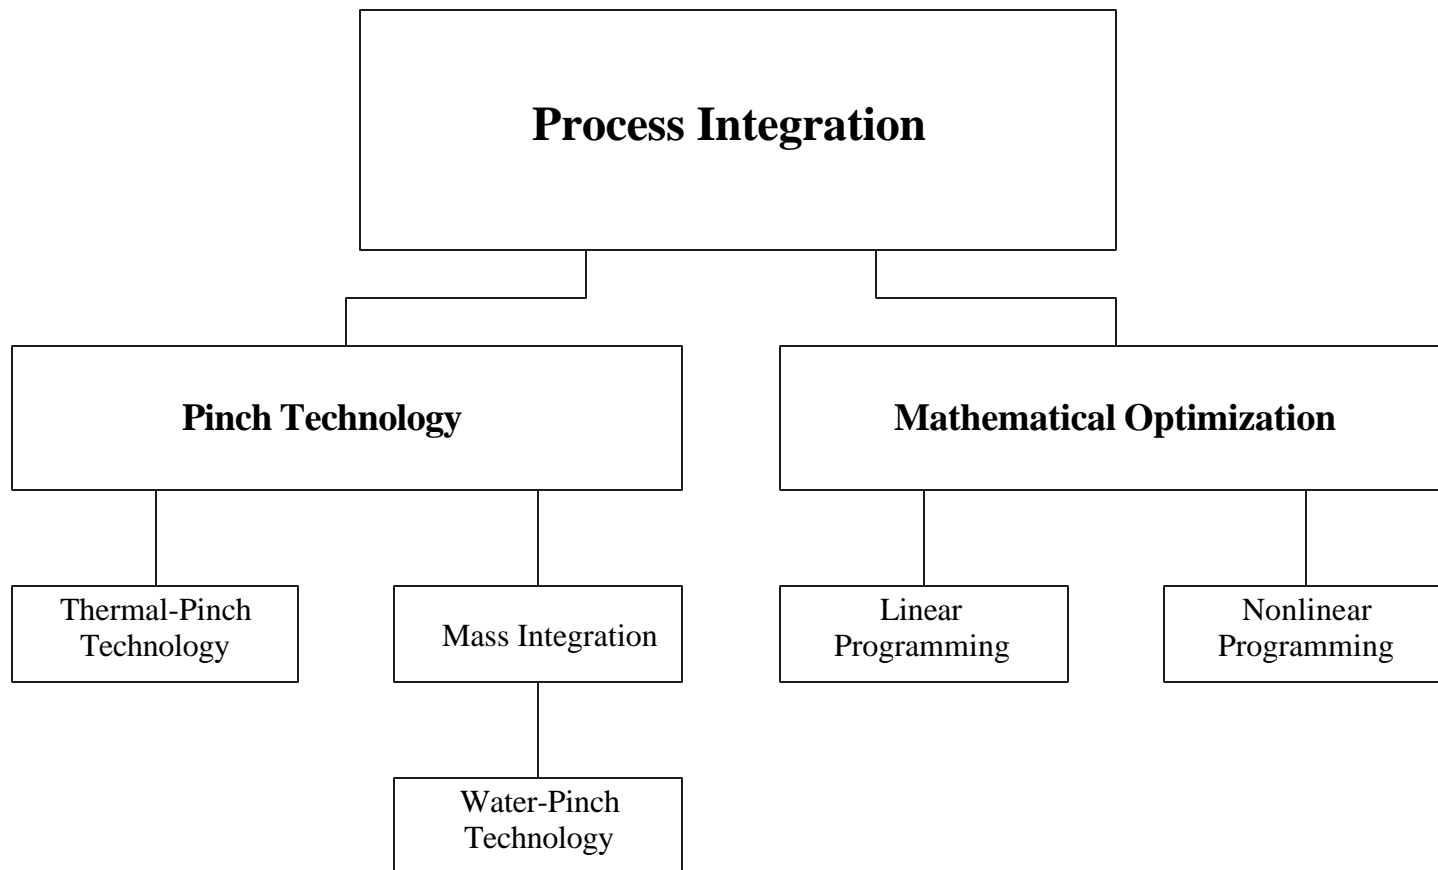 Process Integration
Pinch Technology
Mathematical Optimization
Thermal-Pinch
Technology
Mass Integration
Linear
Programming
Nonlinear
Programming
Water-Pinch
Technology